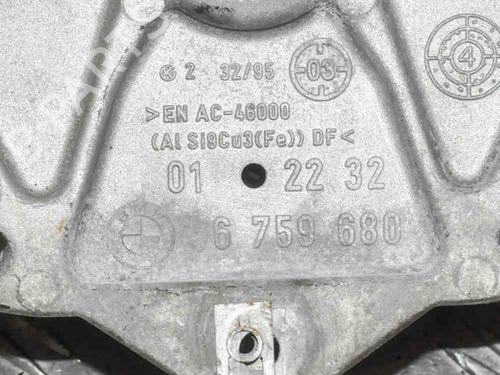 2 32/95 03
4
>EN AC-46000
(Al Si9Cu3(Fe)) DF<
01 22 32
6 759 680